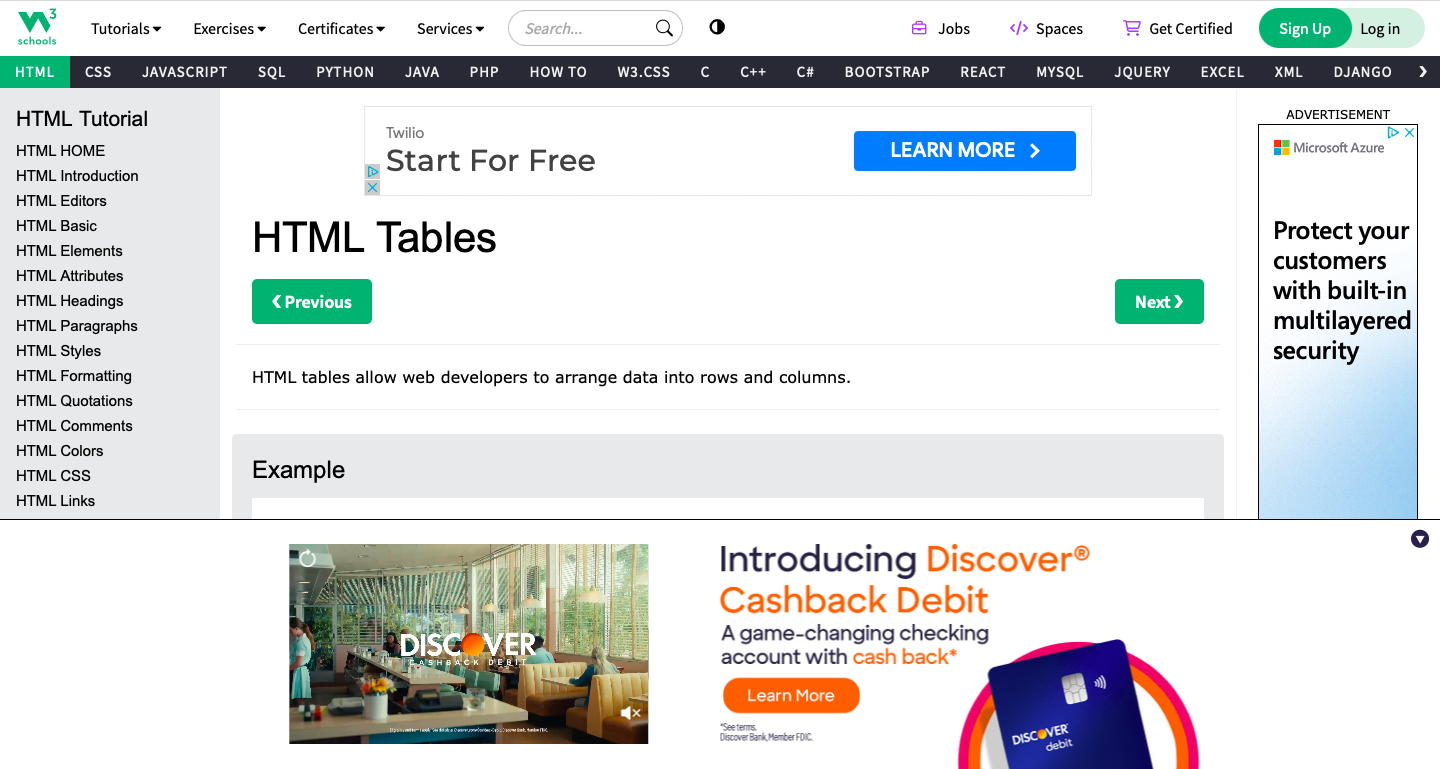 3
schools
Tutorials
Exercises
Certificates
Services
Search...
Jobs
Spaces
Get Certified
Sign Up
Log in
HTML
CSS
JAVASCRIPT
SQL
PYTHON
JAVA
PHP
HOW TO
W3.CSS
C
C++
C#
BOOTSTRAP
REACT
MYSQL
JQUERY
EXCEL
XML
DJANGO
HTML Tutorial
HTML HOME
HTML Introduction
HTML Editors
HTML Basic
HTML Elements
HTML Attributes
HTML Headings
HTML Paragraphs
HTML Styles
HTML Formatting
HTML Quotations
HTML Comments
HTML Colors
HTML CSS
HTML Links
Twilio
Start For Free
LEARN MORE
HTML Tables
❮ Previous
Next ❯
HTML tables allow web developers to arrange data into rows and columns.
Example
ADVERTISEMENT
Microsoft Azure
Protect your
customers
with built-in
multilayered
security
DISCOVER
CASHBACK DEBIT
Introducing Discover®
Cashback Debit
A game-changing checking
account with cash back*
Learn More
*See terms.
Discover Bank, Member FDIC.
DISCOVER
debit